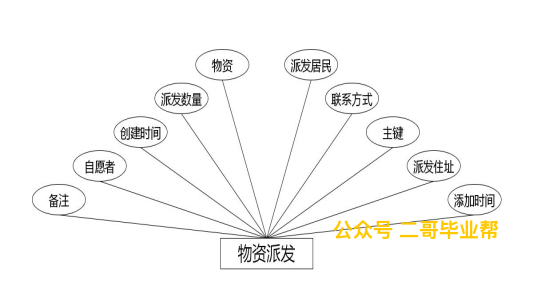 物资
派发居民
派发数量
联系方式
创建时间
主键
自愿者
派发住址
备注
添加时间
公众号 二哥毕业帮
物资派发